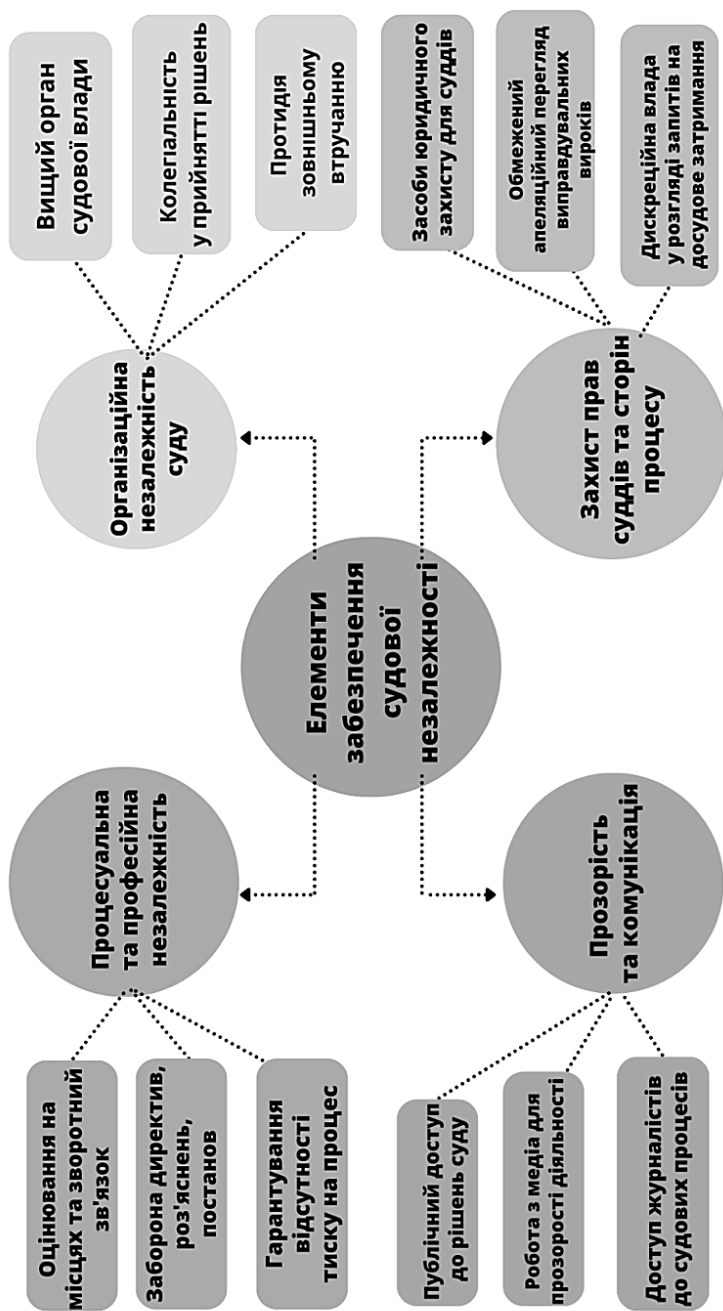 Елементи
забезпечення
судової
незалежності
Процесуальна
та професійна
незалежність
Оцінювання на
місцях та зворотний
зв'язок
Заборона директив,
роз'яснень,
постанов
Гарантування
відсутності
тиску на процес
Організаційна
незалежність
суду
Вищий орган
судової влади
Колегіальність
у прийнятті рішень
Протидія
зовнішньому
втручанню
Прозорість
та комунікація
Публічний доступ
до рішень суду
Робота з медіа для
прозорості діяльності
Доступ журналістів
до судових процесів
Захист прав
суддів та сторін
процесу
Засоби юридичного
захисту для суддів
Обмежений
апеляційний перегляд
виправдувальних
вироків
Дискреційна влада
у розгляді запитів на
досудове затримання